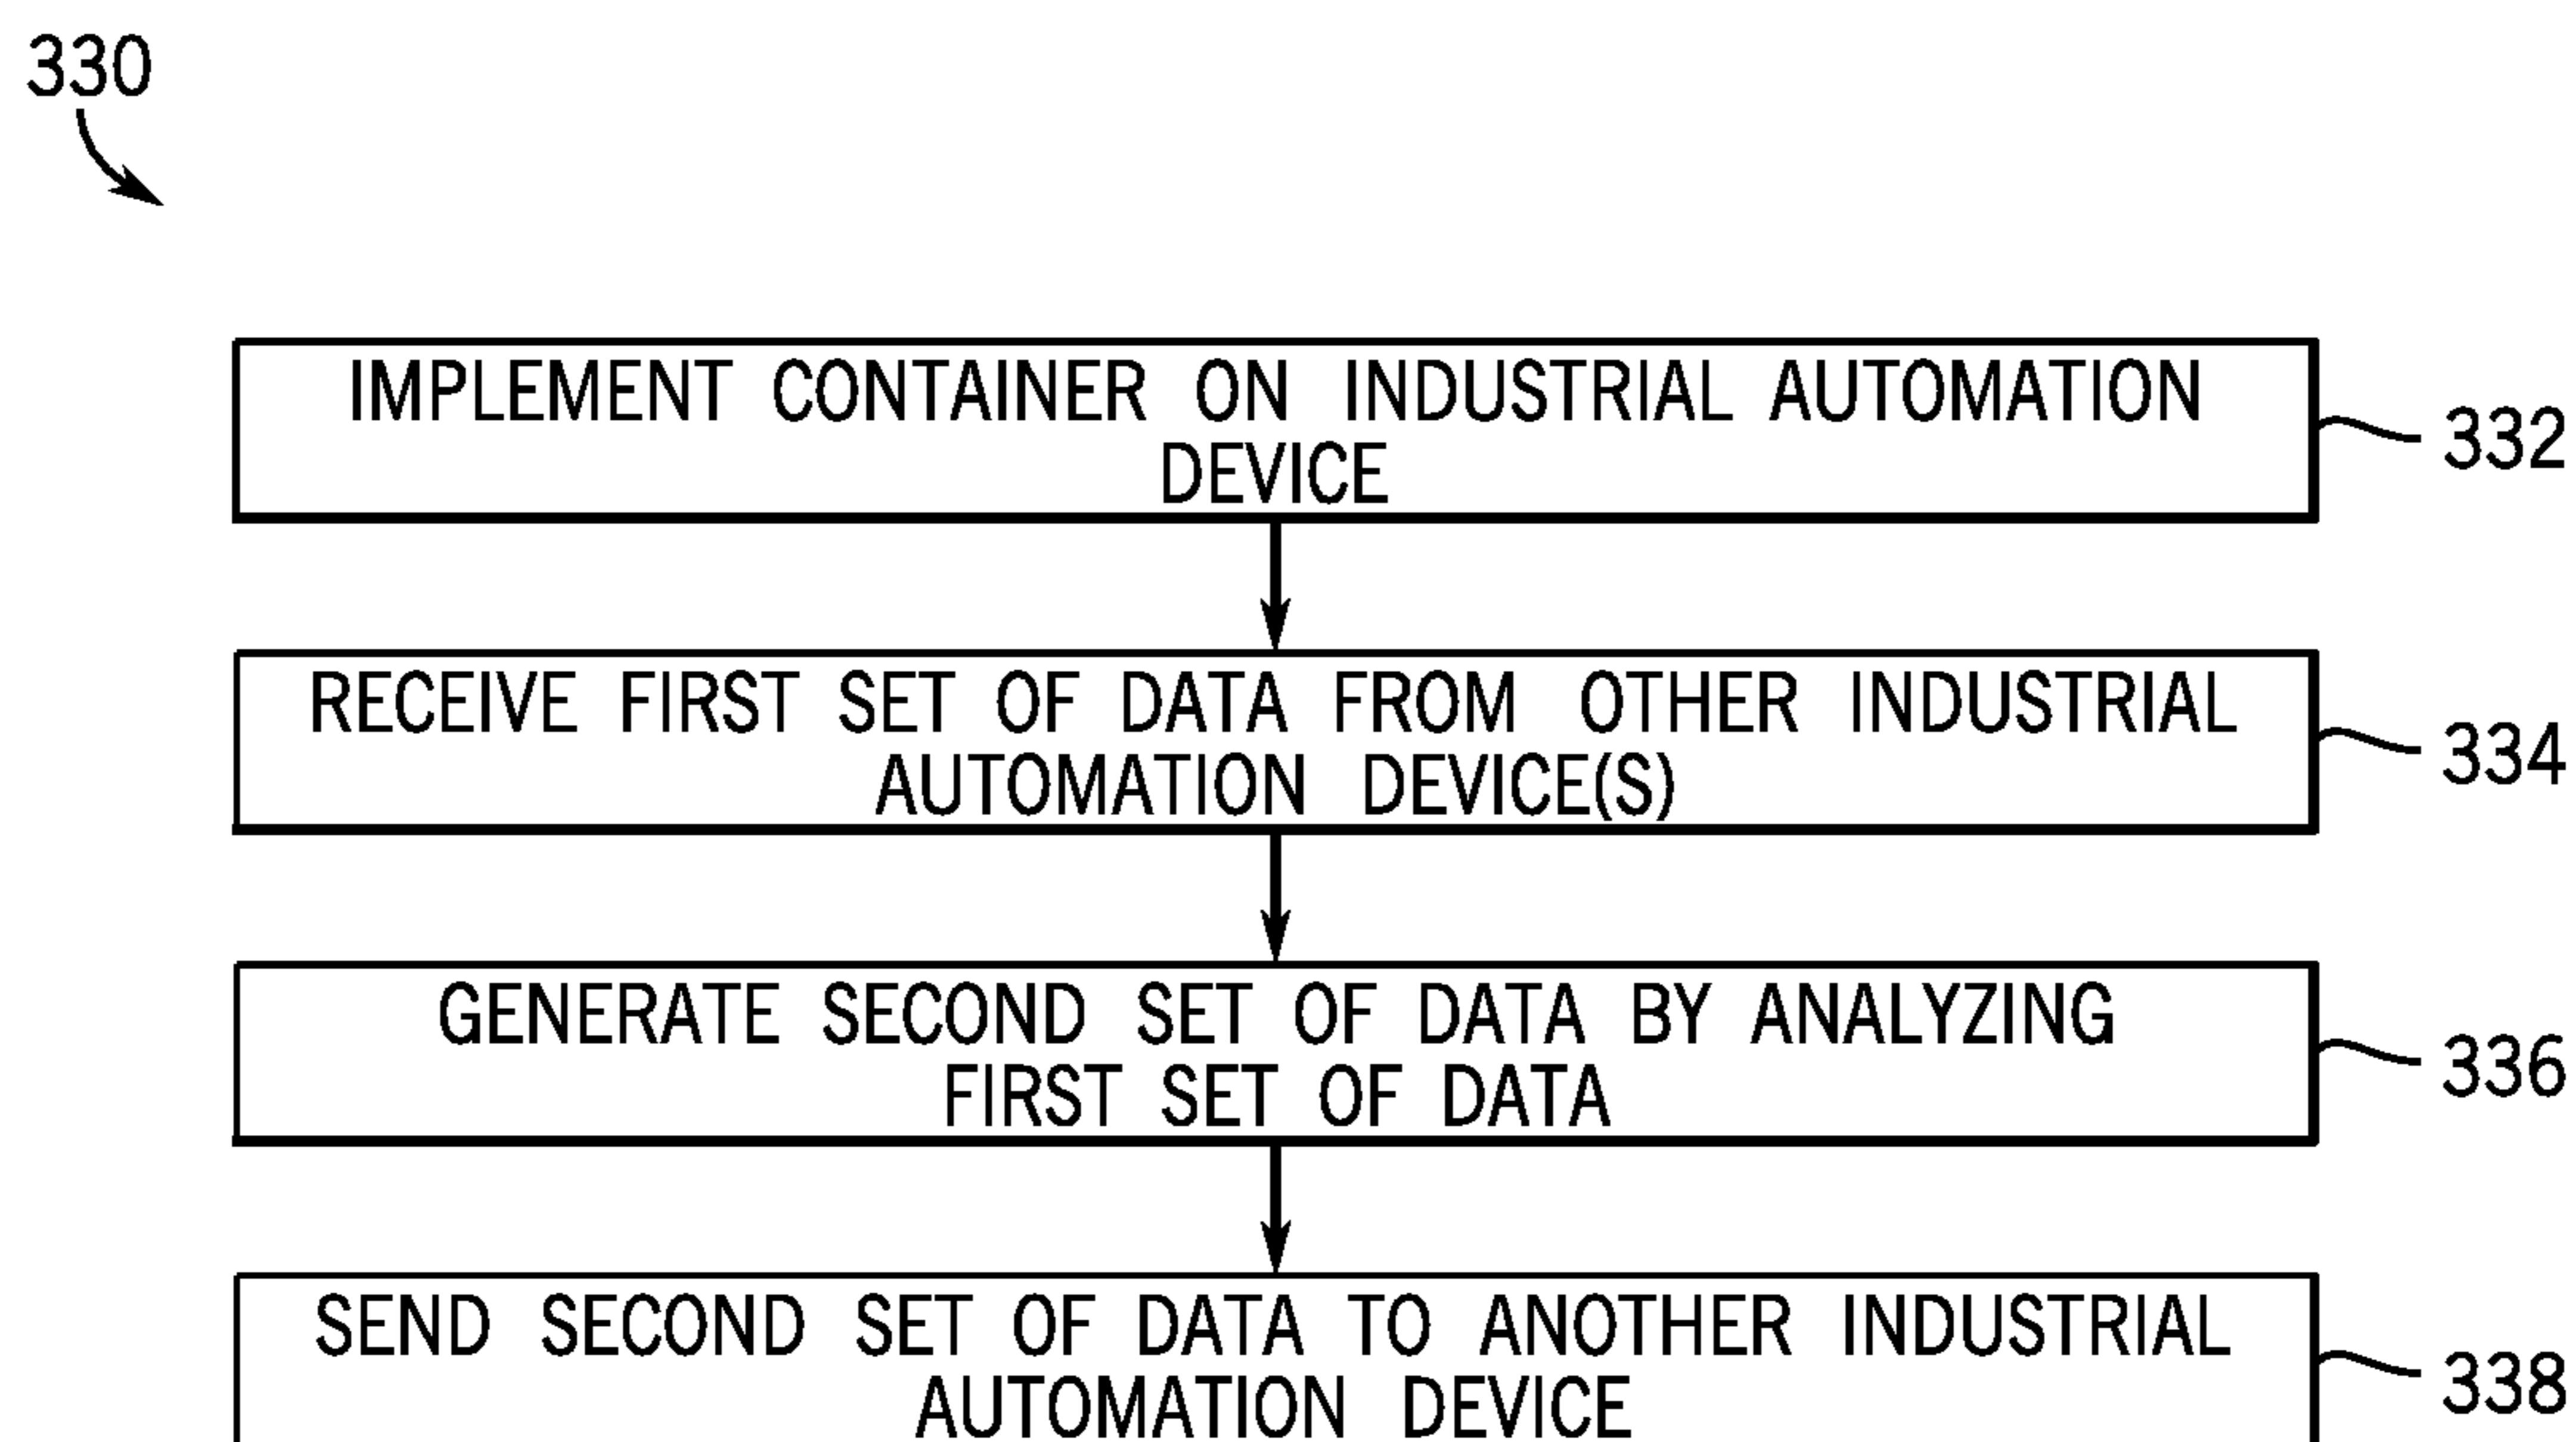 330
IMPLEMENT CONTAINER ON INDUSTRIAL AUTOMATION
DEVICE
332
RECEIVE FIRST SET OF DATA FROM OTHER INDUSTRIAL
AUTOMATION DEVICE(S)
334
GENERATE SECOND SET OF DATA BY ANALYZING
FIRST SET OF DATA
336
SEND SECOND SET OF DATA TO ANOTHER INDUSTRIAL
AUTOMATION DEVICE
338